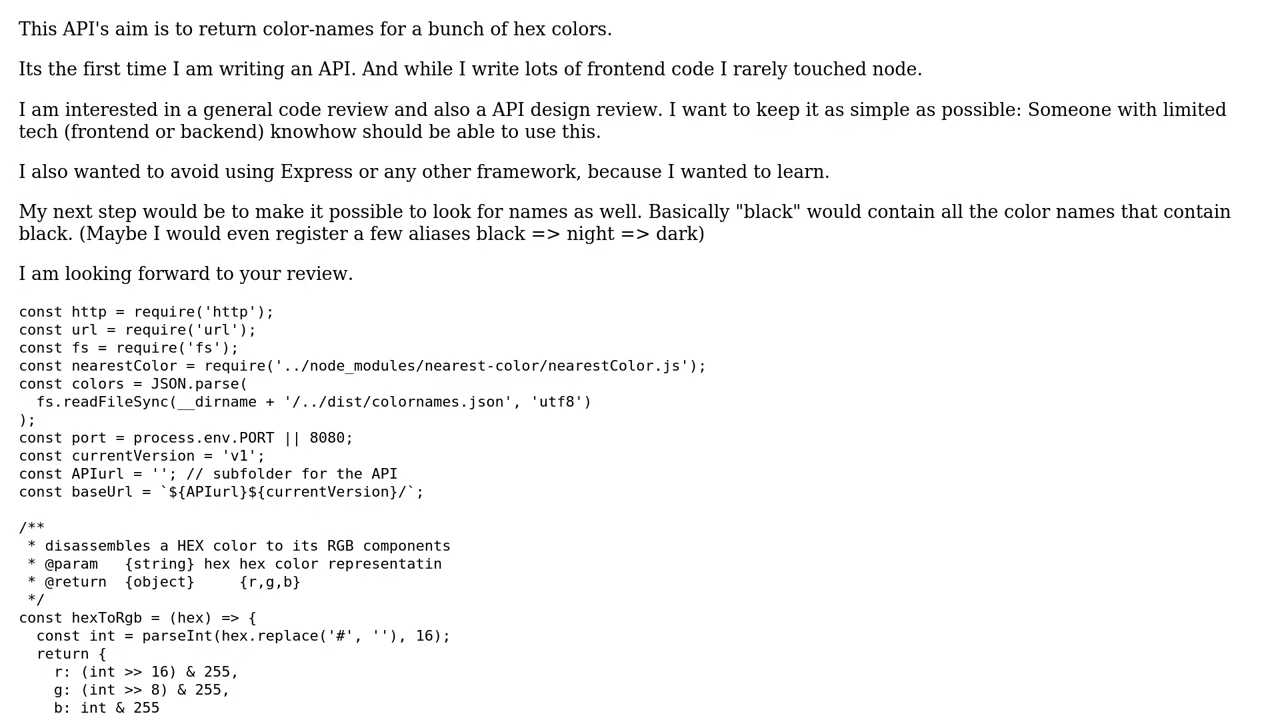 This API's aim is to return color-names for a bunch of hex colors.
Its the first time I am writing an API. And while I write lots of frontend code I rarely touched node.
I am interested in a general code review and also a API design review. I want to keep it as simple as possible: Someone with limited
tech (frontend or backend) knowhow should be able to use this.
I also wanted to avoid using Express or any other framework, because I wanted to learn.
My next step would be to make it possible to look for names as well. Basically "black" would contain all the color names that contain
black. (Maybe I would even register a few aliases black => night => dark)
I am looking forward to your review.
const http = require('http');
const url = require('url');
const fs = require('fs');
const nearestColor = require('../node_modules/nearest-color/nearestColor.js');
const colors = JSON.parse(
  fs.readFileSync(__dirname + '/../dist/colornames.json', 'utf8')
);
const port = process.env.PORT || 8080;
const currentVersion = 'v1';
const APIurl = ''; // subfolder for the API
const baseUrl = `${APIurl}${currentVersion}/`;
/**
 * disassembles a HEX color to its RGB components
 * @param   {string} hex hex color representatin
 * @return  {object}     {r,g,b}
 */
const hexToRgb = (hex) => {
  const int = parseInt(hex.replace('#', ''), 16);
  return {
    r: (int >> 16) & 255,
    g: (int >> 8) & 255,
    b: int & 255